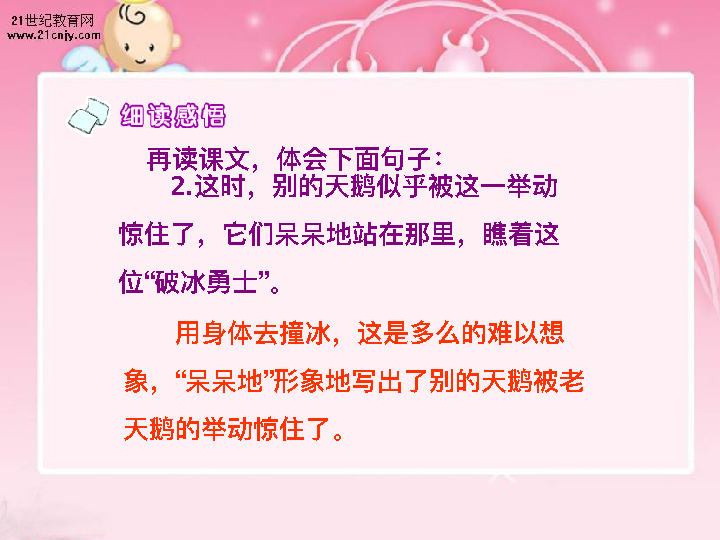 21世纪教育网
www.21cnjy.com
细读感悟
再读课文，体会下面句子：
2.这时，别的天鹅似乎被这一举动
惊住了，它们呆呆地站在那里，瞧着这
位“破冰勇士”。
用身体去撞冰，这是多么的难以想
象，“呆呆地”形象地写出了别的天鹅被老
天鹅的举动惊住了。